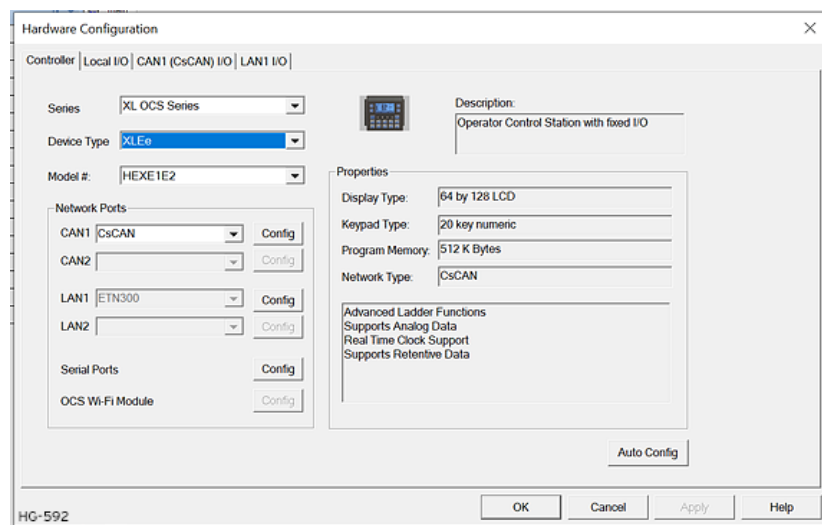 Hardware Configuration
Controller Local I/O CAN1 (CsCAN) I/O LAN1 I/O
Series XL OCS Series
Device Type XLEe
Model #: HEXE1E2
Network Ports
CAN1 CsCAN Config
CAN2 Config
LAN1 ETN300 Config
LAN2 Config
Serial Ports Config
OCS Wi-Fi Module Config
Description:
Operator Control Station with fixed I/O
Properties
Display Type: 64 by 128 LCD
Keypad Type: 20 key numeric
Program Memory: 512 K Bytes
Network Type: CsCAN
Advanced Ladder Functions
Supports Analog Data
Real Time Clock Support
Supports Retentive Data
Auto Config
OK Cancel Apply Help
HG-592